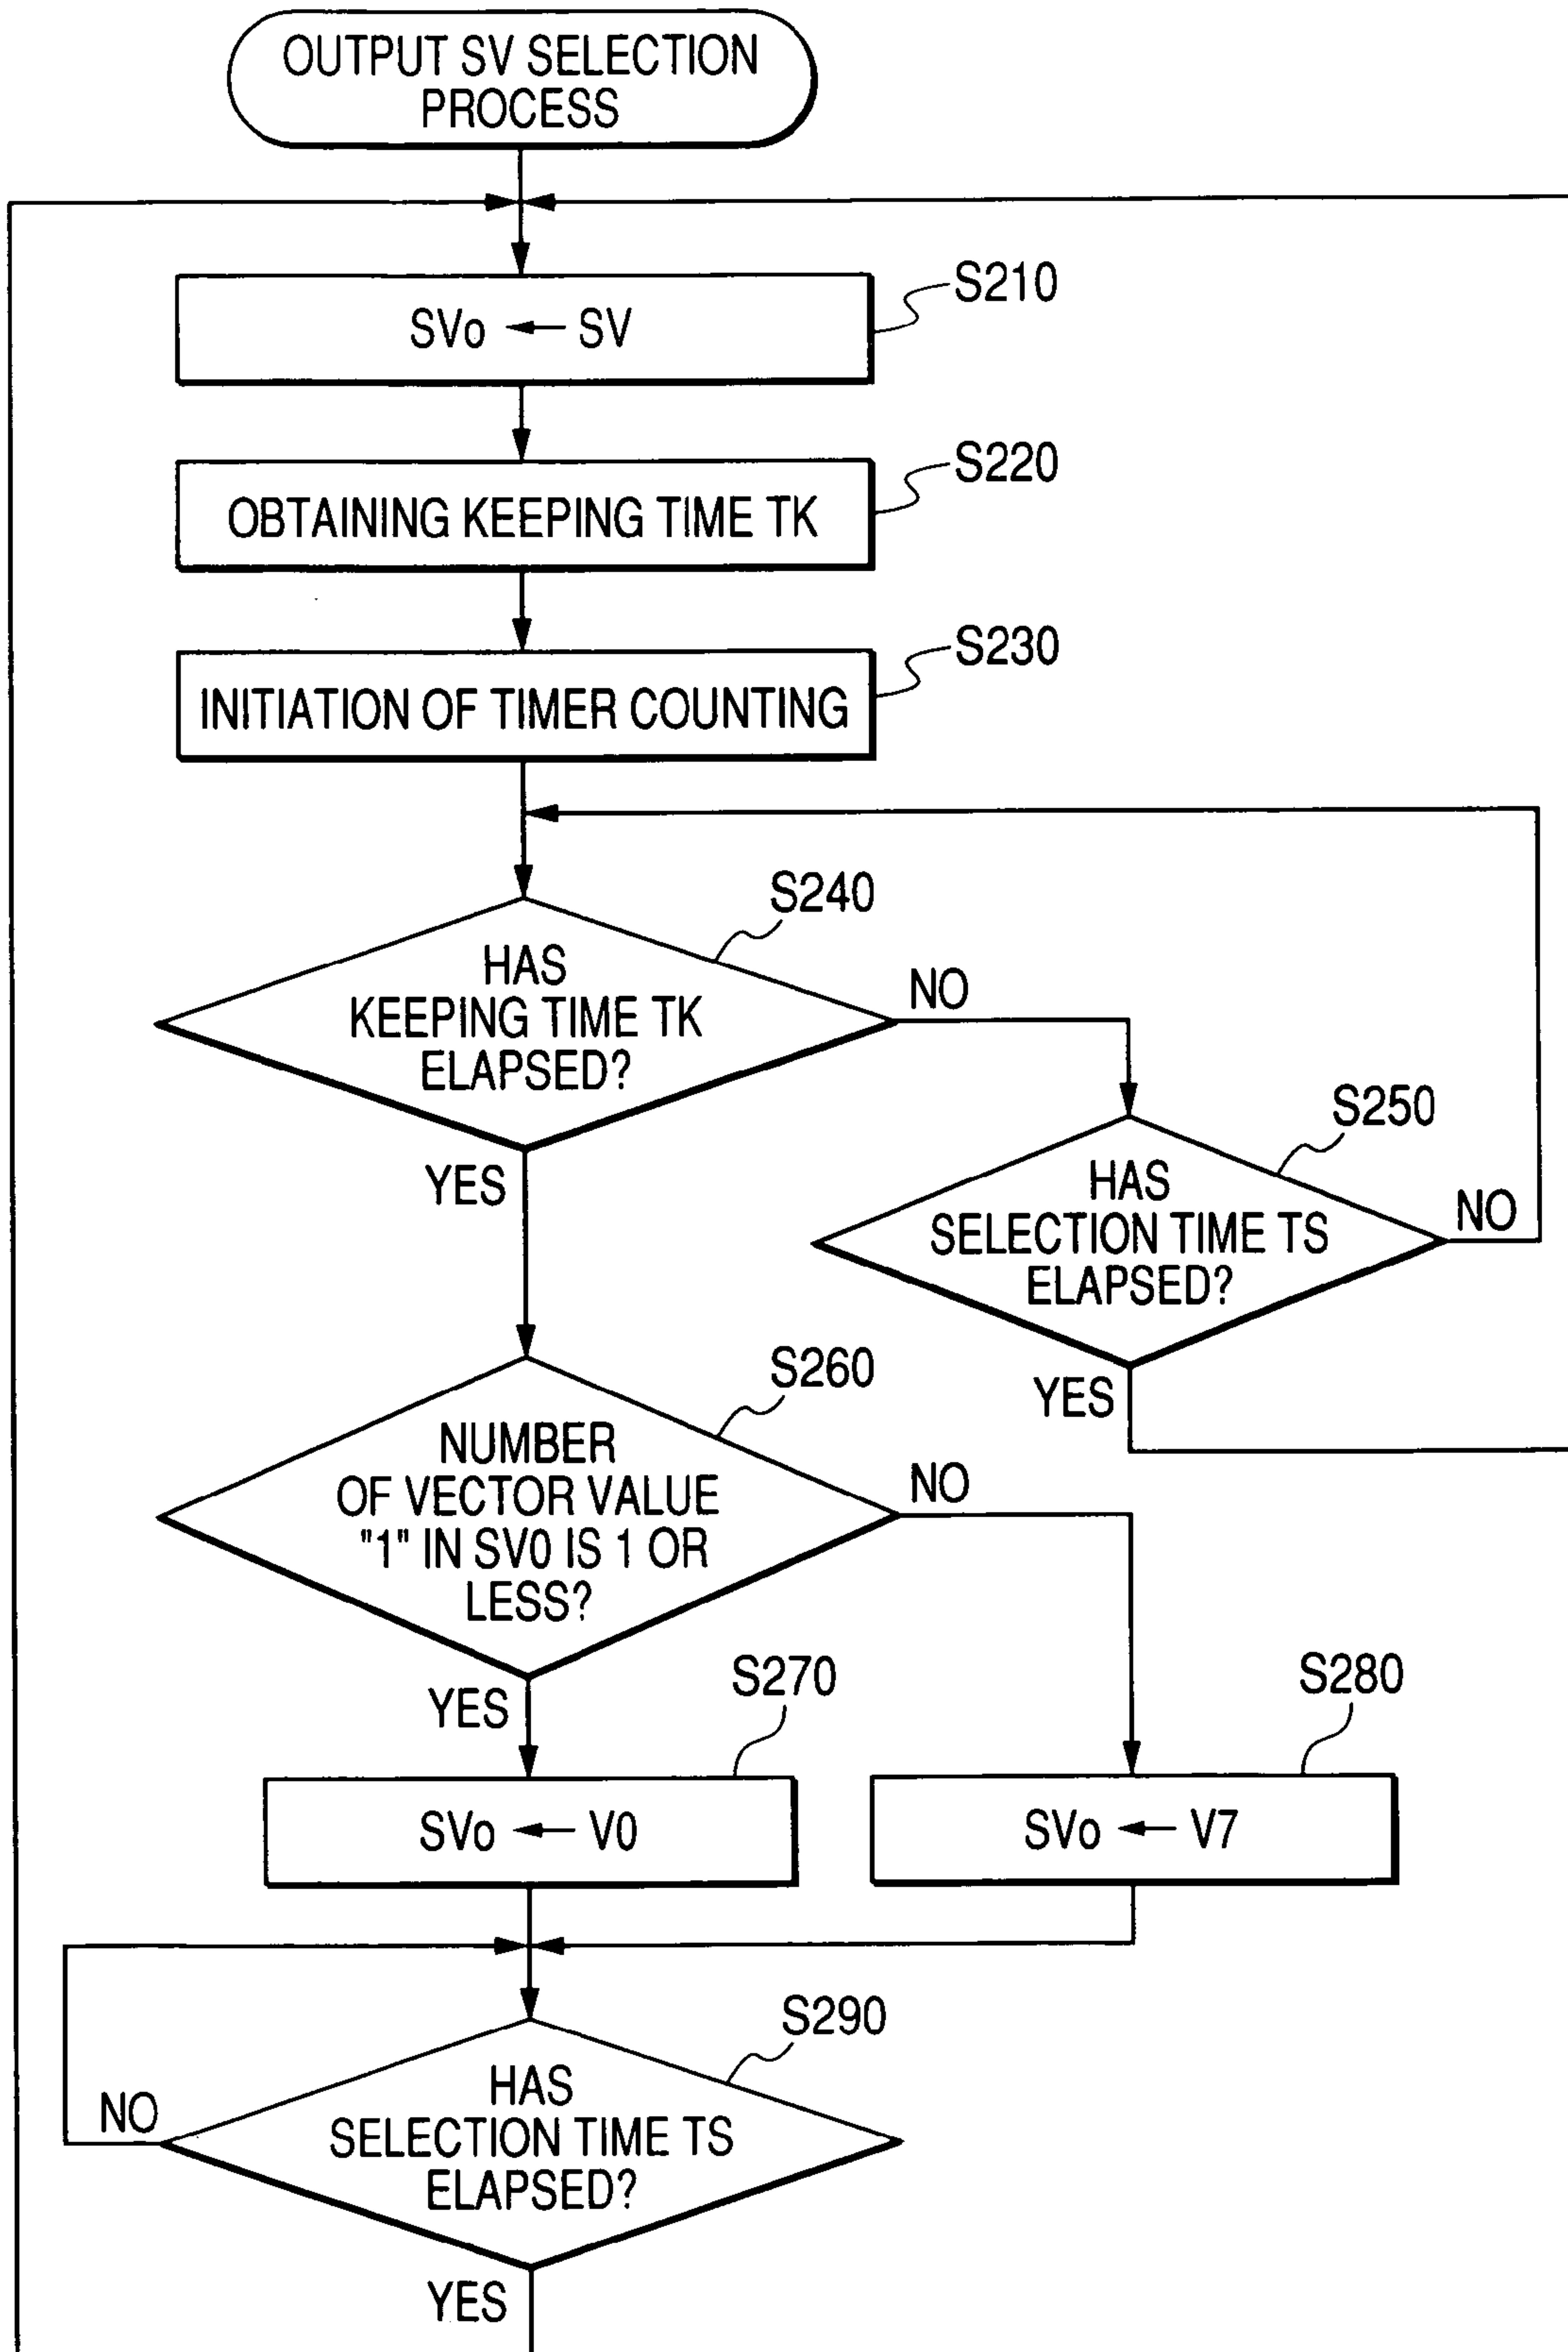 OUTPUT SV SELECTION
PROCESS
S210
SVo ← SV
S220
OBTAINING KEEPING TIME TK
S230
INITIATION OF TIMER COUNTING
S240
HAS
KEEPING TIME TK
ELAPSED?
NO
YES
S250
HAS
SELECTION TIME TS
ELAPSED?
NO
YES
S260
NUMBER
OF VECTOR VALUE
"1" IN SV0 IS 1 OR
LESS?
NO
YES
S270
SVo ← V0
S280
SVo ← V7
S290
HAS
SELECTION TIME TS
ELAPSED?
NO
YES